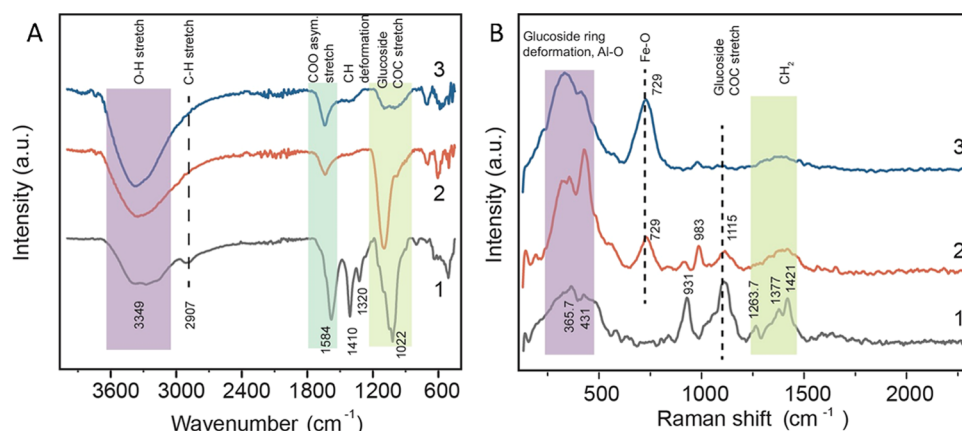 A
O-H stretch
C-H stretch
COO asym.
stretch
CH
deformation
Glucoside
COC stretch
3
2
1
3349
2907
1584
1410
1320
1022
Intensity (a.u.)
3600
3000
2400
1800
1200
600
Wavenumber (cm⁻¹)
B
Glucoside ring
deformation, Al-O
Fe-O
Glucoside
COC stretch
CH₂
729
3
729
983
1115
2
365.7
431
931
1263.7
1377
1421
1
Intensity (a.u.)
500
1000
1500
2000
Raman shift (cm⁻¹)